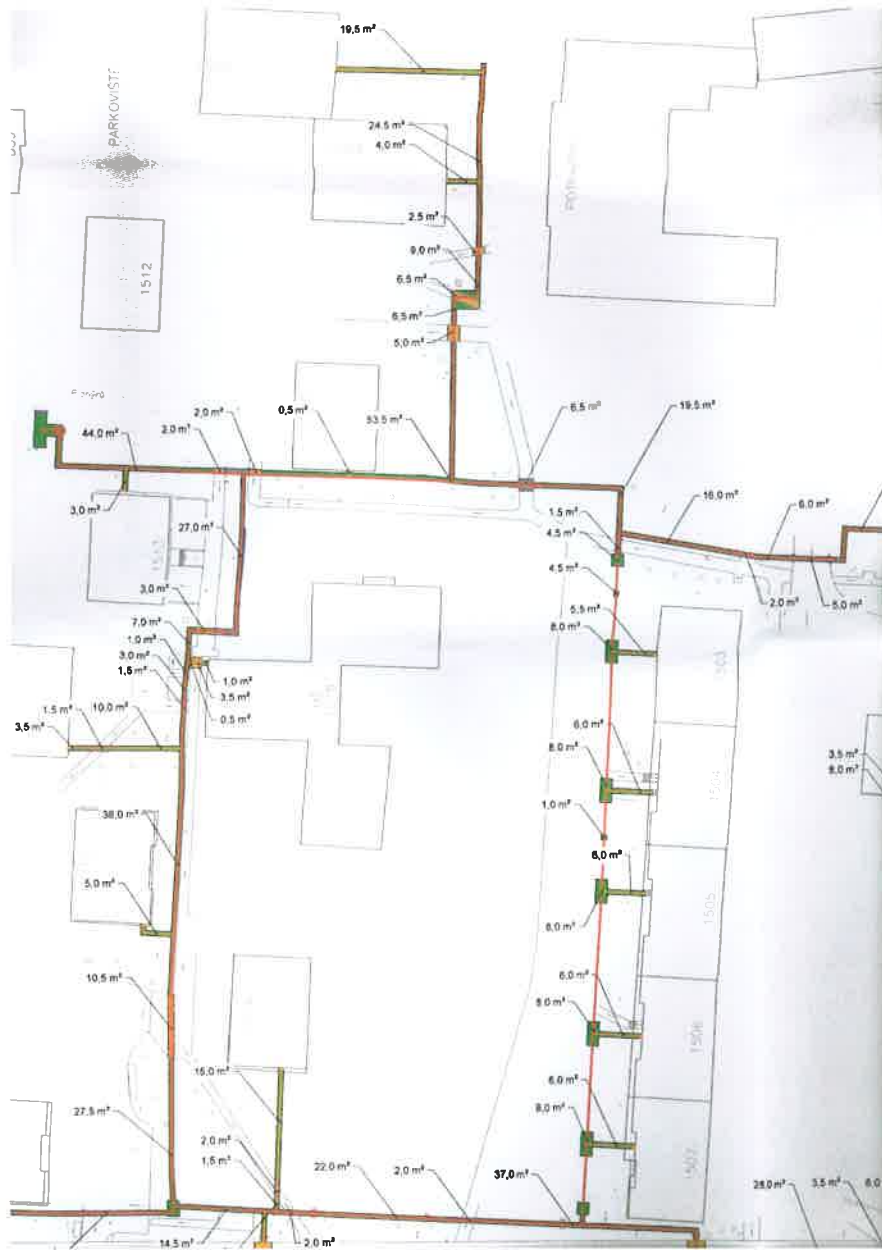 19,5 m²
PARKOVIŠTĚ
24,5 m²
4,0 m²
2,5 m²
9,0 m²
6,5 m²
6,5 m²
5,0 m²
1512
2,0 m²
0,5 m²
53,5 m²
6,5 m²
19,5 m²
44,0 m²
2,0 m²
16,0 m²
6,0 m²
3,0 m²
27,0 m²
1,5 m²
4,5 m²
4,5 m²
2,0 m²
5,0 m²
3,0 m²
5,5 m²
7,0 m²
8,0 m²
1,0 m²
3,0 m²
1,5 m²
1,0 m²
3,5 m²
0,5 m²
1503
1,5 m²
10,0 m²
3,5 m²
6,0 m²
8,0 m²
3,5 m²
8,0 m²
1504
1,0 m²
38,0 m²
6,0 m²
5,0 m²
1505
8,0 m²
10,5 m²
6,0 m²
8,0 m²
1506
15,0 m²
6,0 m²
27,5 m²
8,0 m²
2,0 m²
1507
1,5 m²
22,0 m²
2,0 m²
37,0 m²
28,0 m²
3,5 m²
6,0
14,5 m²
2,0 m²